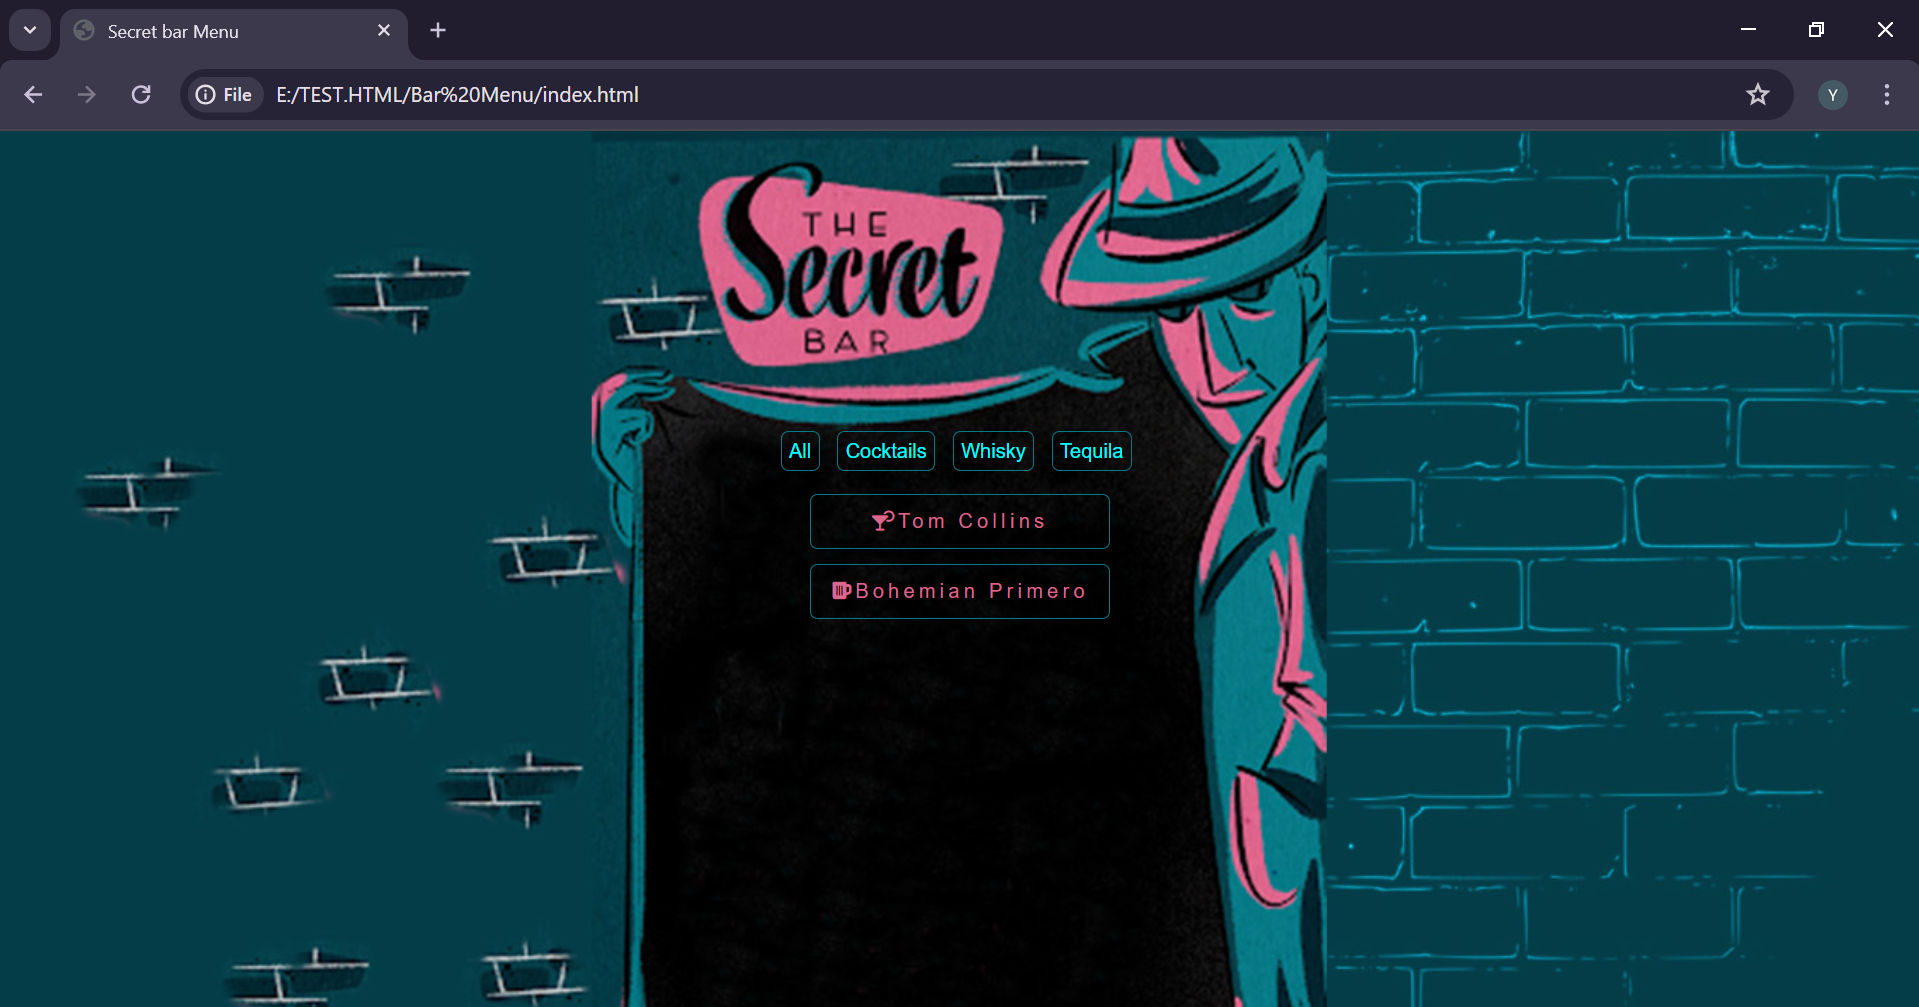 Secret bar Menu
File E:/TEST.HTML/Bar%20Menu/index.html
Y
THE
Secret
BAR
All Cocktails Whisky Tequila
Tom Collins
Bohemian Primero